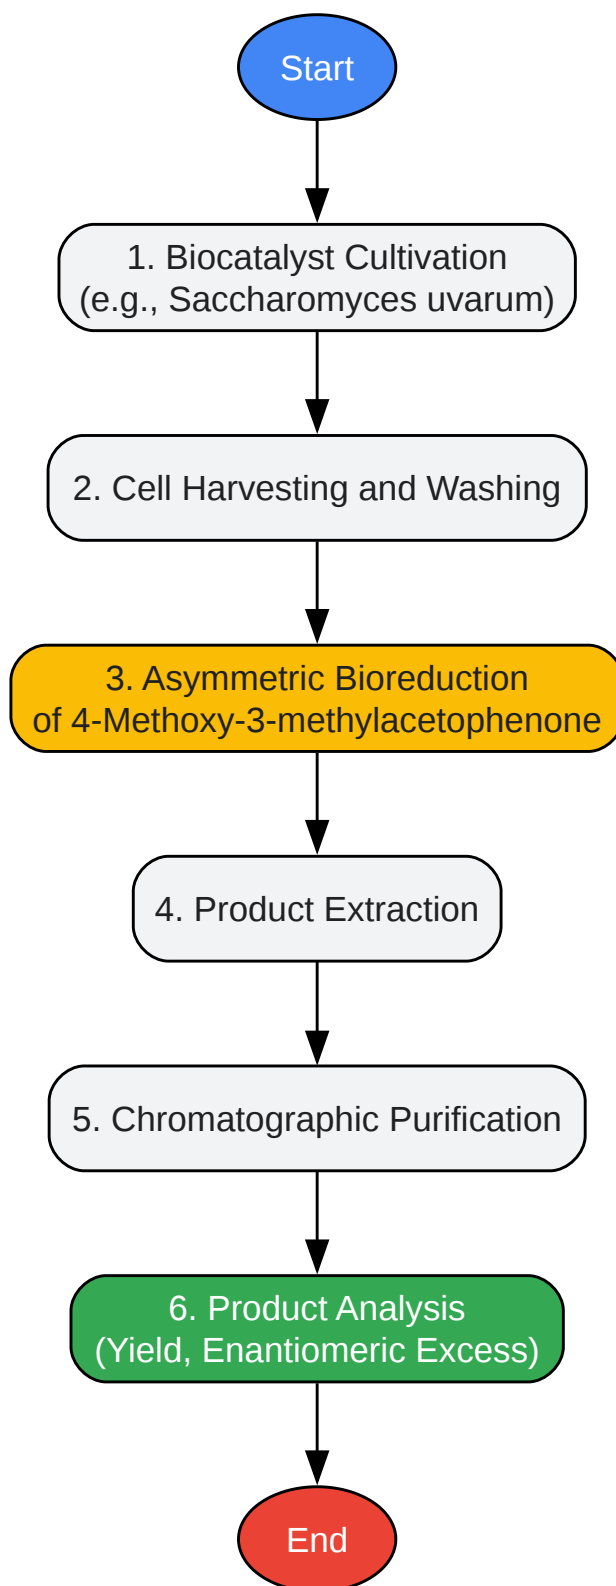 Start
1. Biocatalyst Cultivation
(e.g., Saccharomyces uvarum)
2. Cell Harvesting and Washing
3. Asymmetric Bioreduction
of 4-Methoxy-3-methylacetophenone
4. Product Extraction
5. Chromatographic Purification
6. Product Analysis
(Yield, Enantiomeric Excess)
End